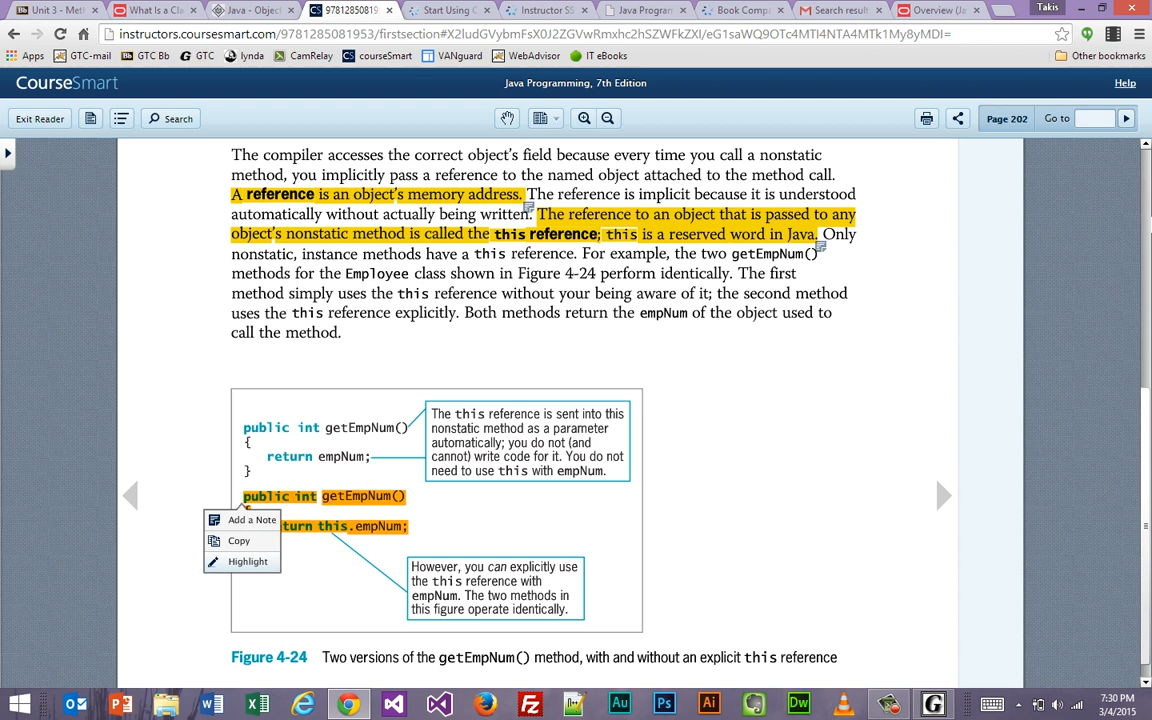 Unit 3 - Met
What Is a Cla
Java - Object
978128508195
Start Using C
Instructor SS
Java Program
Book Compa
Search result
Overview (Ja
Takis
instructors.coursesmart.com/9781285081953/firstsection#X2ludGVybmFsX0J2ZGVwRmxhc2hSZWFkZXI/eG1saWQ9OTc4MTI4NTA4MTk1My8yMDI=
Apps GTC-mail GTC Bb GTC lynda CamRelay courseSmart VANguard WebAdvisor IT eBooks Other bookmarks
CourseSmart Java Programming, 7th Edition Help
Exit Reader Search Page 202 Go to
The compiler accesses the correct object's field because every time you call a nonstatic
method, you implicitly pass a reference to the named object attached to the method call.
A reference is an object's memory address. The reference is implicit because it is understood
automatically without actually being written. The reference to an object that is passed to any
object's nonstatic method is called the this reference; this is a reserved word in Java. Only
nonstatic, instance methods have a this reference. For example, the two getEmpNum()
methods for the Employee class shown in Figure 4-24 perform identically. The first
method simply uses the this reference without your being aware of it; the second method
uses the this reference explicitly. Both methods return the empNum of the object used to
call the method.
public int getEmpNum()
{
return empNum;
}
The this reference is sent into this
nonstatic method as a parameter
automatically; you do not (and
cannot) write code for it. You do not
need to use this with empNum.
public int getEmpNum()
{
turn this.empNum;
Add a Note
Copy
Highlight
However, you can explicitly use
the this reference with
empNum. The two methods in
this figure operate identically.
Figure 4-24 Two versions of the getEmpNum() method, with and without an explicit this reference
7:30 PM
3/4/2015